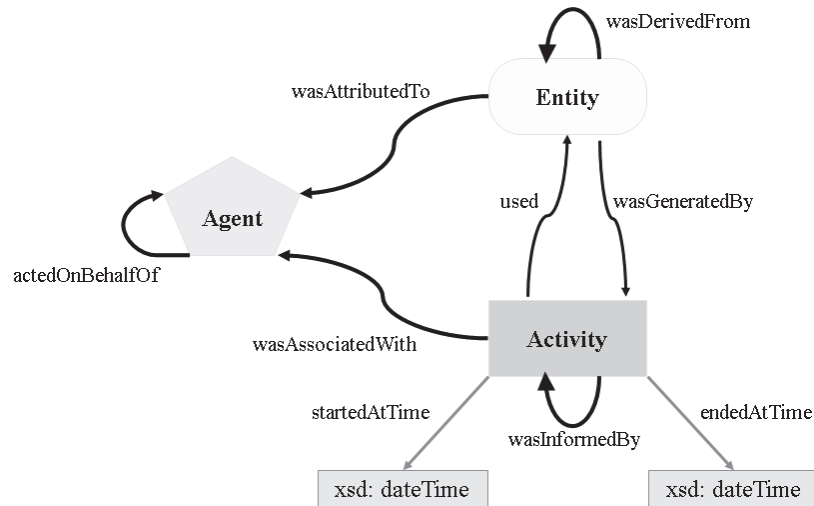 wasDerivedFrom
Entity
wasAttributedTo
used
wasGeneratedBy
Agent
actedOnBehalfOf
wasAssociatedWith
Activity
startedAtTime
endedAtTime
wasInformedBy
xsd: dateTime
xsd: dateTime